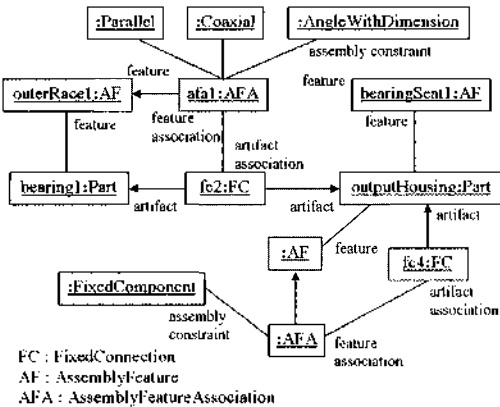 :Parallel
:Coaxial
:AngleWithDimension
assembly constraint
feature
feature
outerRace1:AF
afa1:AFA
bearingSent1:AF
feature
feature
association
feature
artifact
association
bearing1:Part
fc2:FC
outputHousing:Part
artifact
artifact
artifact
:AF
feature
fc4:FC
:FixedComponent
artifact
association
assembly
constraint
:AFA
feature
association
FC : FixedConnection
AF : AssemblyFeature
AFA : AssemblyFeatureAssociation